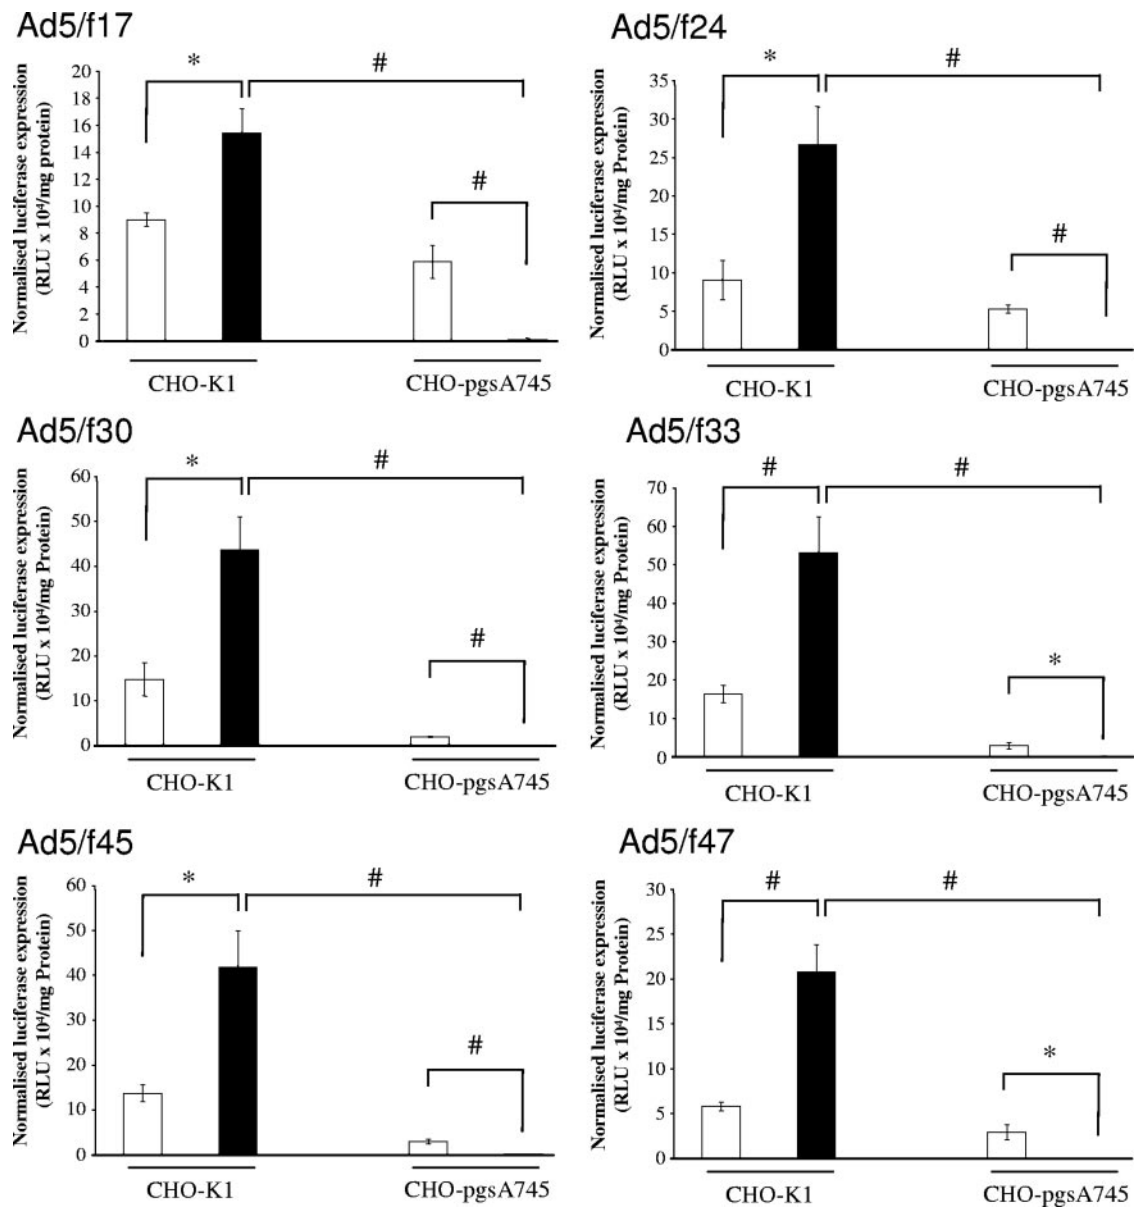 Ad5/f17
Normalised luciferase expression
(RLU x 10⁴/mg protein)
20
18
16
14
12
10
8
6
4
2
0
*
#
#
CHO-K1
CHO-pgsA745
Ad5/f24
Normalised luciferase expression
(RLU x 10⁴/mg Protein)
35
30
25
20
15
10
5
0
*
#
#
CHO-K1
CHO-pgsA745
Ad5/f30
Normalised luciferase expression
(RLU x 10⁴/mg Protein)
60
50
40
30
20
10
0
*
#
#
CHO-K1
CHO-pgsA745
Ad5/f33
Normalised luciferase expression
(RLU x 10⁴/mg Protein)
70
60
50
40
30
20
10
0
#
#
*
CHO-K1
CHO-pgsA745
Ad5/f45
Normalised luciferase expression
(RLU x 10⁴/mg Protein)
60
50
40
30
20
10
0
*
#
#
CHO-K1
CHO-pgsA745
Ad5/f47
Normalised luciferase expression
(RLU x 10⁴/mg Protein)
30
25
20
15
10
5
0
#
#
*
CHO-K1
CHO-pgsA745